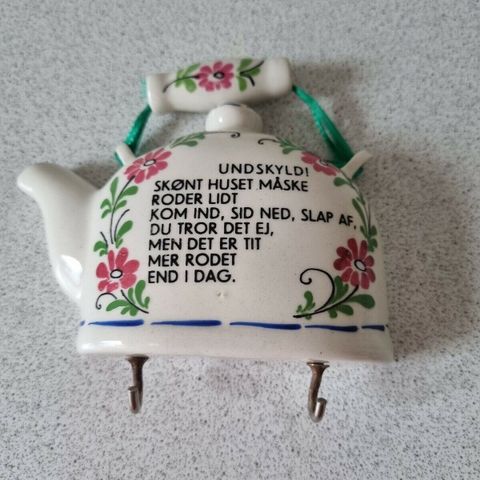 UNDSKYLD!
SKØNT HUSET MÅSKE
RODER LIDT
KOM IND, SID NED, SLAP AF,
DU TROR DET EJ,
MEN DET ER TIT
MER RODET
END I DAG.